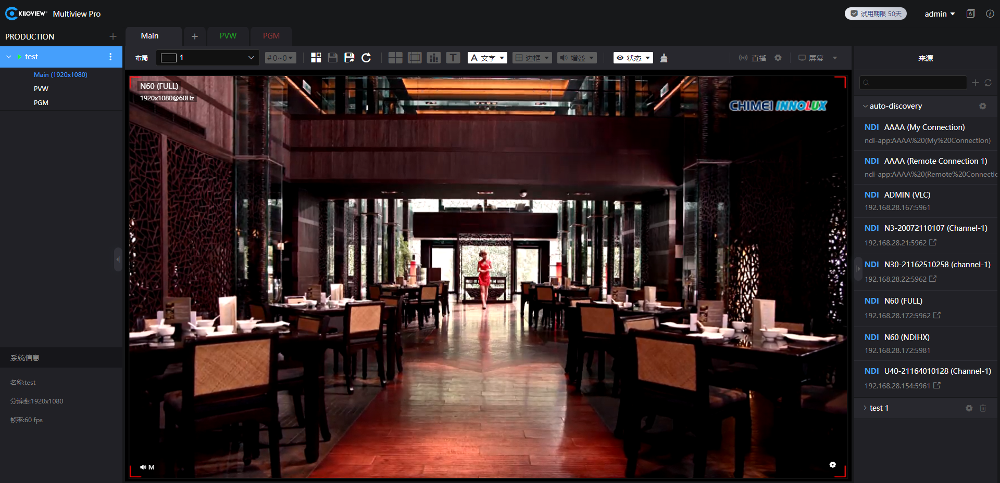 KILOVIEW Multiview Pro
试用期限 50天
admin
PRODUCTION
test
Main (1920x1080)
PVW
PGM
系统信息
名称:test
分辨率:1920x1080
帧率:60 fps
Main
PVW
PGM
布局
1
#0~0
T
A 文字
边框
增益
状态
直播
屏幕
N60 (FULL)
1920x1080@60Hz
CHIMEI INNOLUX
M
来源
auto-discovery
NDI AAAA (My Connection)
ndi-app:AAAA%20(My%20Connection)
NDI AAAA (Remote Connection 1)
ndi-app:AAAA%20(Remote%20Connectic
NDI ADMIN (VLC)
192.168.28.167:5961
NDI N3-20072110107 (Channel-1)
192.168.28.21:5962
NDI N30-21162510258 (channel-1)
192.168.28.22:5962
NDI N60 (FULL)
192.168.28.172:5962
NDI N60 (NDIHX)
192.168.28.172:5981
NDI U40-21164010128 (Channel-1)
192.168.28.154:5961
test 1